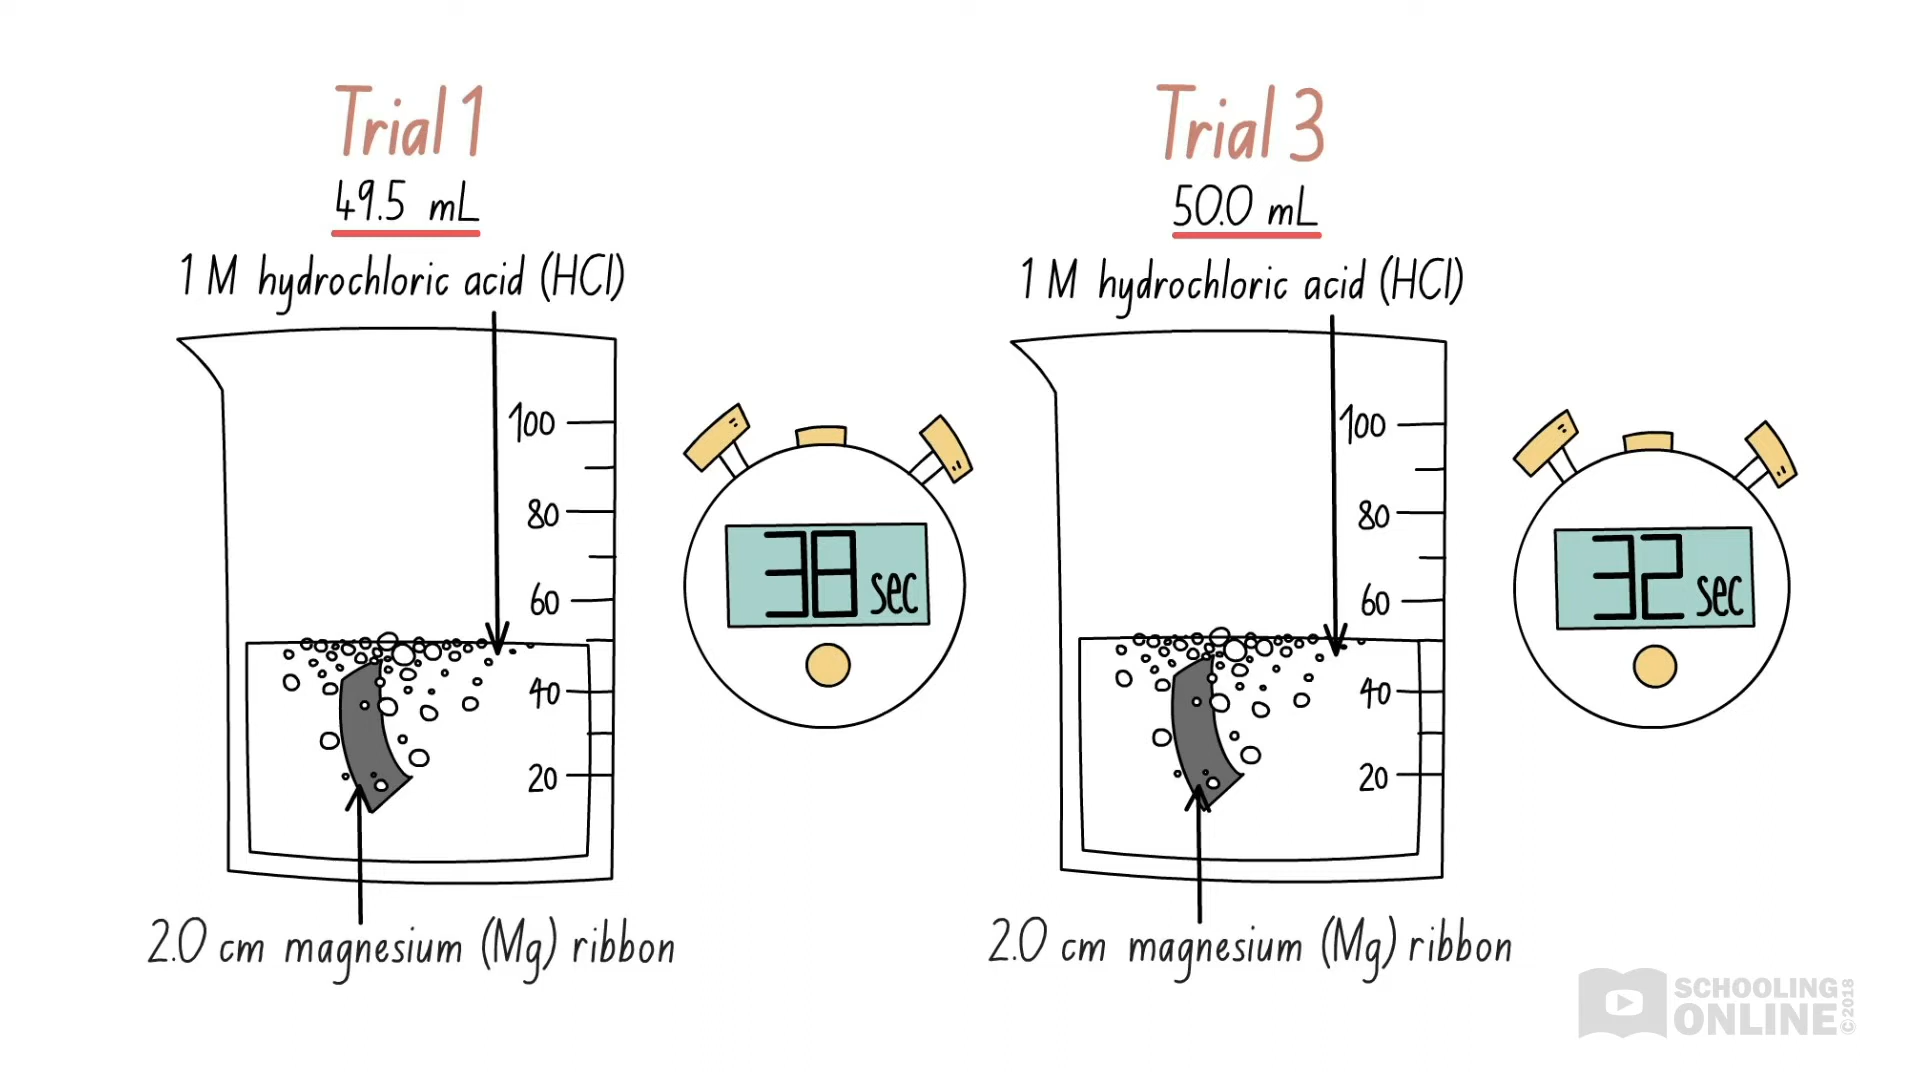 Trial 1
49.5 mL
1 M hydrochloric acid (HCl)
100
80
60
40
20
38 sec
2.0 cm magnesium (Mg) ribbon
Trial 3
50.0 mL
1 M hydrochloric acid (HCl)
100
80
60
40
20
32 sec
2.0 cm magnesium (Mg) ribbon
SCHOOLING
ONLINE
©2018